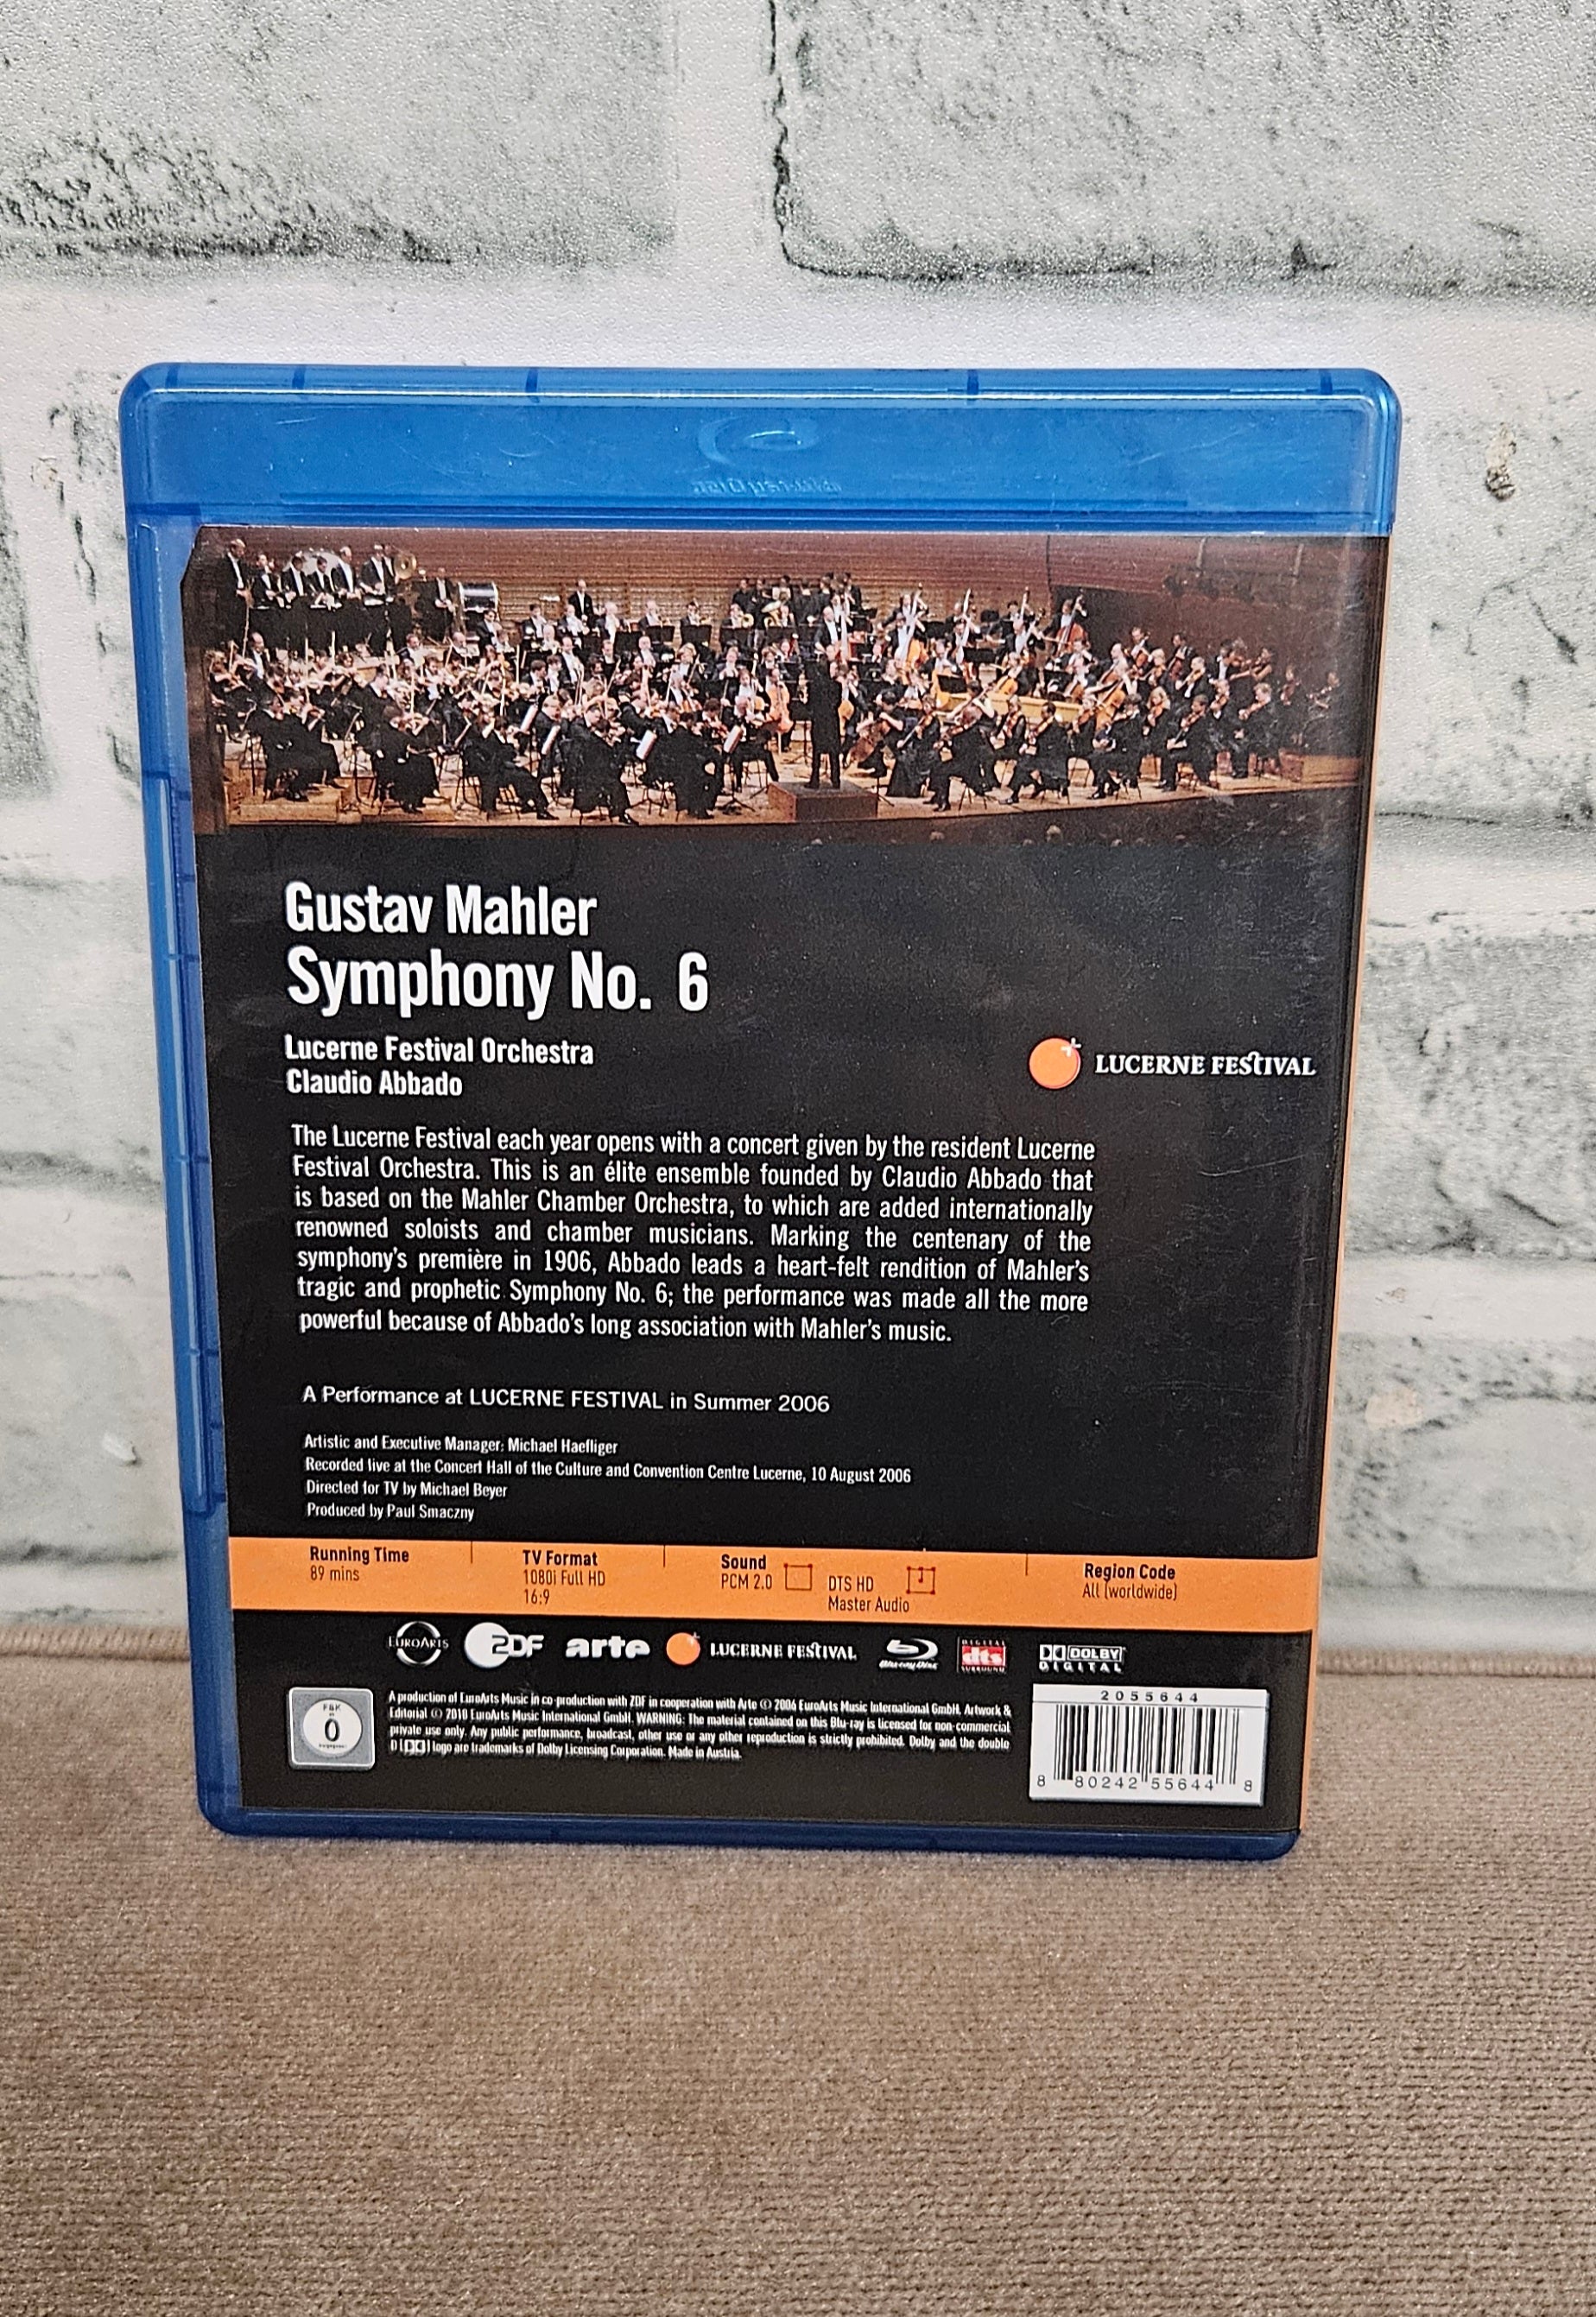 Gustav Mahler
Symphony No. 6
Lucerne Festival Orchestra
Claudio Abbado
LUCERNE FESTIVAL
The Lucerne Festival each year opens with a concert given by the resident Lucerne
Festival Orchestra. This is an élite ensemble founded by Claudio Abbado that
is based on the Mahler Chamber Orchestra, to which are added internationally
renowned soloists and chamber musicians. Marking the centenary of the
symphony's première in 1906, Abbado leads a heart-felt rendition of Mahler's
tragic and prophetic Symphony No. 6; the performance was made all the more
powerful because of Abbado's long association with Mahler's music.
A Performance at LUCERNE FESTIVAL in Summer 2006
Artistic and Executive Manager: Michael Haefliger
Recorded live at the Concert Hall of the Culture and Convention Centre Lucerne, 10 August 2006
Directed for TV by Michael Beyer
Produced by Paul Smaczny
Running Time
89 mins
TV Format
1080i Full HD
16:9
Sound
PCM 2.0
DTS HD
Master Audio
Region Code
All (worldwide)
EUROARTS ZDF arte LUCERNE FESTIVAL Blu-ray Disc DIGITAL dts SURROUND DOLBY DIGITAL
FSK
0
A production of EuroArts Music in co-production with ZDF in cooperation with Arte © 2006 EuroArts Music International GmbH. Artwork &
Editorial © 2010 EuroArts Music International GmbH. WARNING: The material contained on this Blu-ray is licensed for non-commercial
private use only. Any public performance, broadcast, other use or any other reproduction is strictly prohibited. Dolby and the double
D ( ) logo are trademarks of Dolby Licensing Corporation. Made in Austria.
2055644
8 80242 55644 8